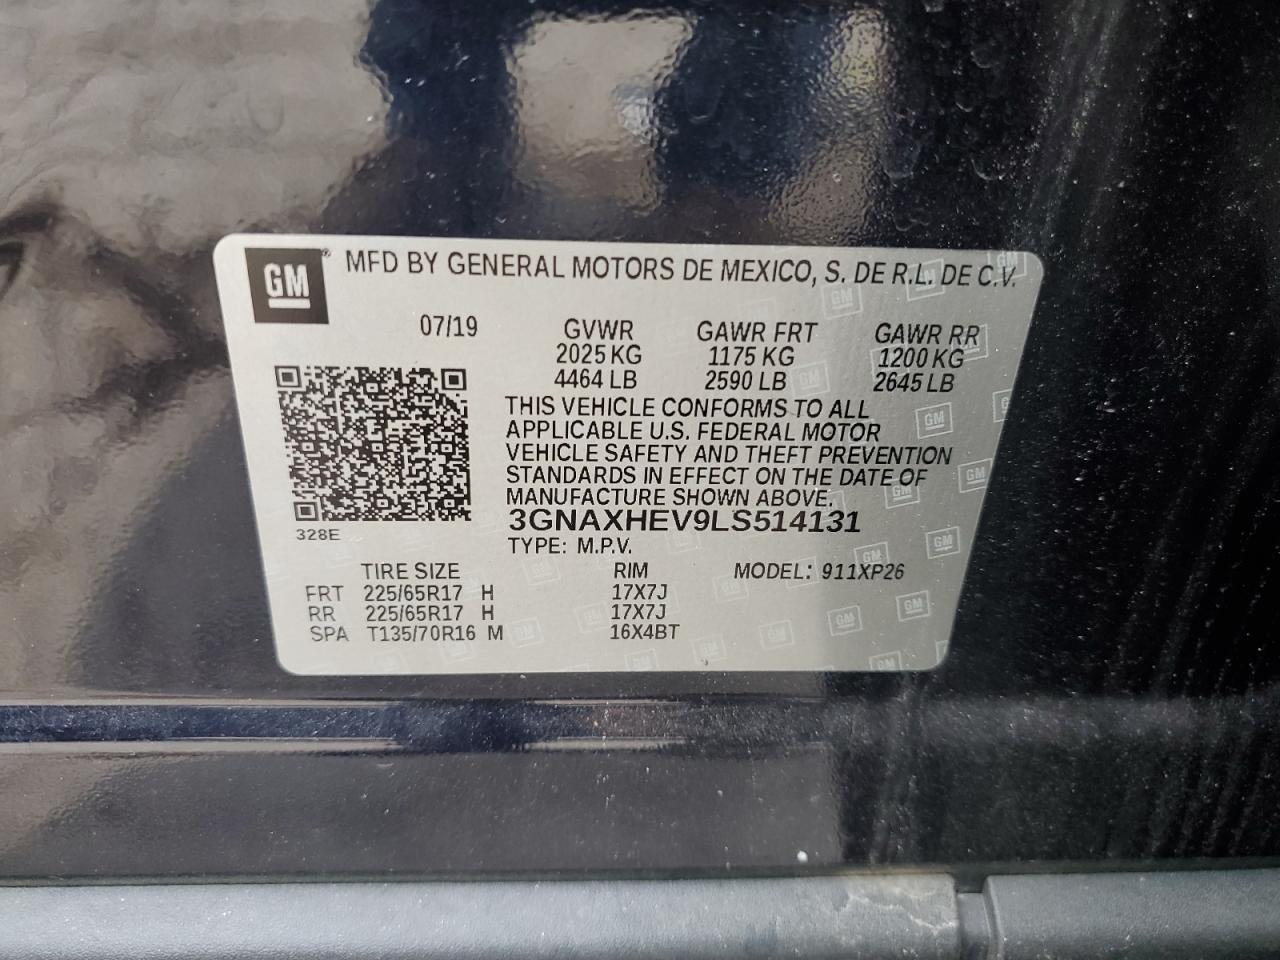 GM ® MFD BY GENERAL MOTORS DE MEXICO, S. DE R.L. DE C.V.
07/19 GVWR GAWR FRT GAWR RR
2025 KG 1175 KG 1200 KG
4464 LB 2590 LB 2645 LB
THIS VEHICLE CONFORMS TO ALL
APPLICABLE U.S. FEDERAL MOTOR
VEHICLE SAFETY AND THEFT PREVENTION
STANDARDS IN EFFECT ON THE DATE OF
MANUFACTURE SHOWN ABOVE.
3GNAXHEV9LS514131
328E
TYPE: M.P.V.
TIRE SIZE RIM MODEL: 911XP26
FRT 225/65R17 H 17X7J
RR 225/65R17 H 17X7J
SPA T135/70R16 M 16X4BT